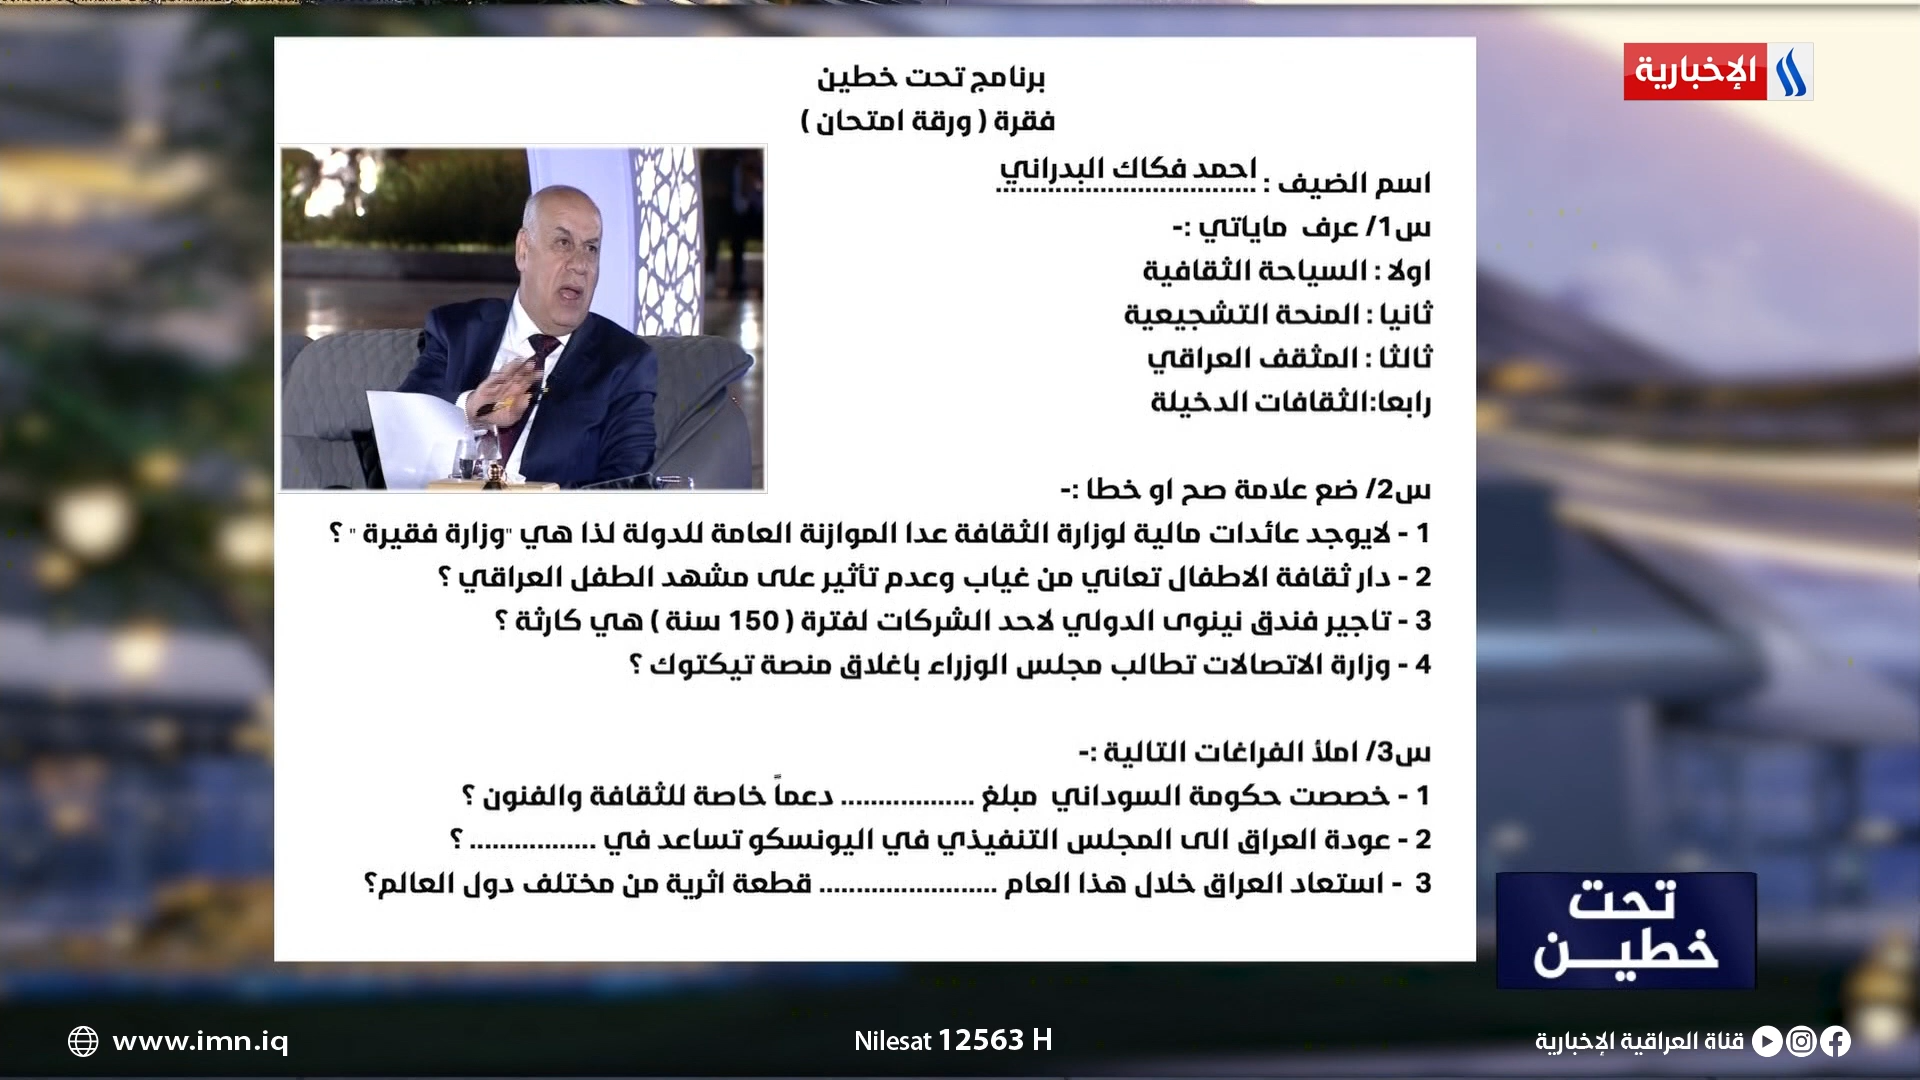 الإخبارية
برنامج تحت خطين
فقرة ( ورقة امتحان )
اسم الضيف : احمد فكاك البدراني
س1/ عرف ماياتي :-
اولا : السياحة الثقافية
ثانيا : المنحة التشجيعية
ثالثا : المثقف العراقي
رابعا:الثقافات الدخيلة
س2/ ضع علامة صح او خطا :-
1 - لايوجد عائدات مالية لوزارة الثقافة عدا الموازنة العامة للدولة لذا هي "وزارة فقيرة " ؟
2 - دار ثقافة الاطفال تعاني من غياب وعدم تأثير على مشهد الطفل العراقي ؟
3 - تاجير فندق نينوى الدولي لاحد الشركات لفترة ( 150 سنة ) هي كارثة ؟
4 - وزارة الاتصالات تطالب مجلس الوزراء باغلاق منصة تيكتوك ؟
س3/ املأ الفراغات التالية :-
1 - خصصت حكومة السوداني مبلغ .................. دعماً خاصة للثقافة والفنون ؟
2 - عودة العراق الى المجلس التنفيذي في اليونسكو تساعد في ................. ؟
3 - استعاد العراق خلال هذا العام ........................ قطعة اثرية من مختلف دول العالم؟
تحت
خطين
www.imn.iq
Nilesat 12563 H
قناة العراقية الإخبارية